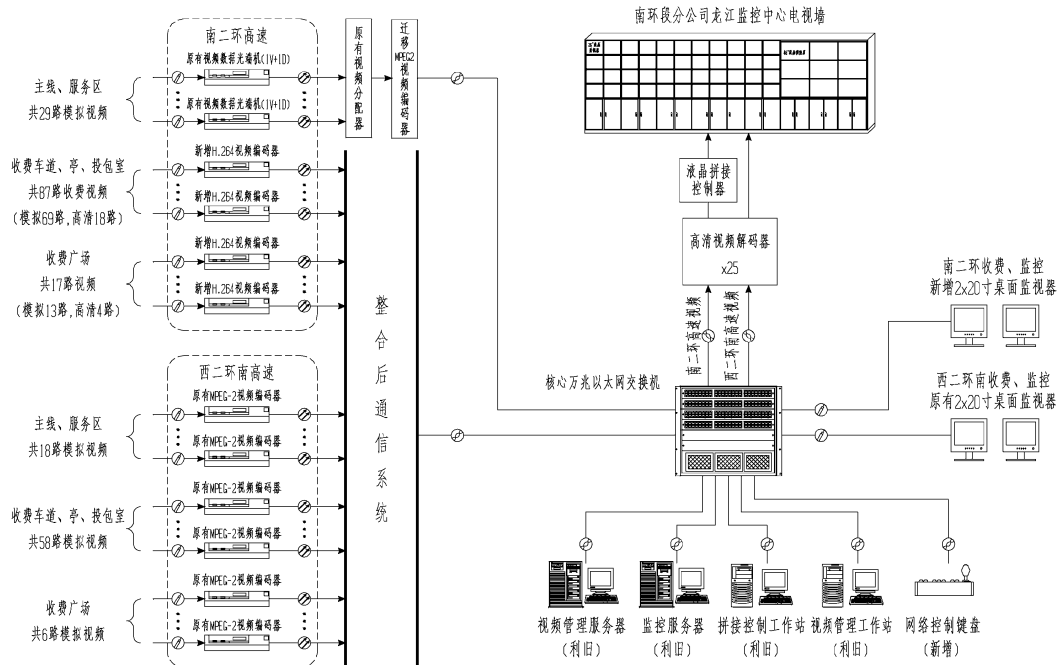 南环段分公司龙江监控中心电视墙
南二环高速
原有视频数据光端机(1V+1D)
原有视频数据光端机(1V+1D)
主线、服务区
共29路模拟视频
新增H.264视频编码器
新增H.264视频编码器
收费车道、亭、投包室
共87路收费视频
(模拟69路,高清18路)
新增H.264视频编码器
新增H.264视频编码器
收费广场
共17路视频
(模拟13路,高清4路)
原有视频分配器
迁移MPEG2视频编码器
整合后通信系统
西二环南高速
原有MPEG-2视频编码器
原有MPEG-2视频编码器
主线、服务区
共18路模拟视频
原有MPEG-2视频编码器
原有MPEG-2视频编码器
收费车道、亭、投包室
共58路模拟视频
原有MPEG-2视频编码器
原有MPEG-2视频编码器
收费广场
共6路模拟视频
液晶拼接
控制器
高清视频解码器
x25
南二环高速视频
西二环南高速视频
核心万兆以太网交换机
南二环收费、监控
新增2x20寸桌面监视器
西二环南收费、监控
原有2x20寸桌面监视器
视频管理服务器
(利旧)
监控服务器
(利旧)
拼接控制工作站
(利旧)
视频管理工作站
(利旧)
网络控制键盘
(新增)